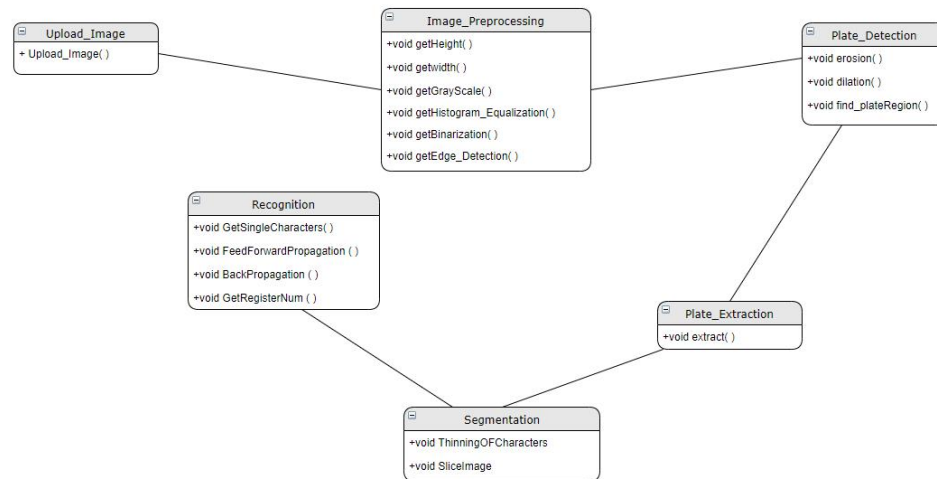 Upload_Image
+ Upload_Image( )
Image_Preprocessing
+void getHeight( )
+void getwidth( )
+void getGrayScale( )
+void getHistogram_Equalization( )
+void getBinarization( )
+void getEdge_Detection( )
Plate_Detection
+void erosion( )
+void dilation( )
+void find_plateRegion( )
Recognition
+void GetSingleCharacters( )
+void FeedForwardPropagation ( )
+void BackPropagation ( )
+void GetRegisterNum ( )
Plate_Extraction
+void extract( )
Segmentation
+void ThinningOFCharacters
+void SliceImage